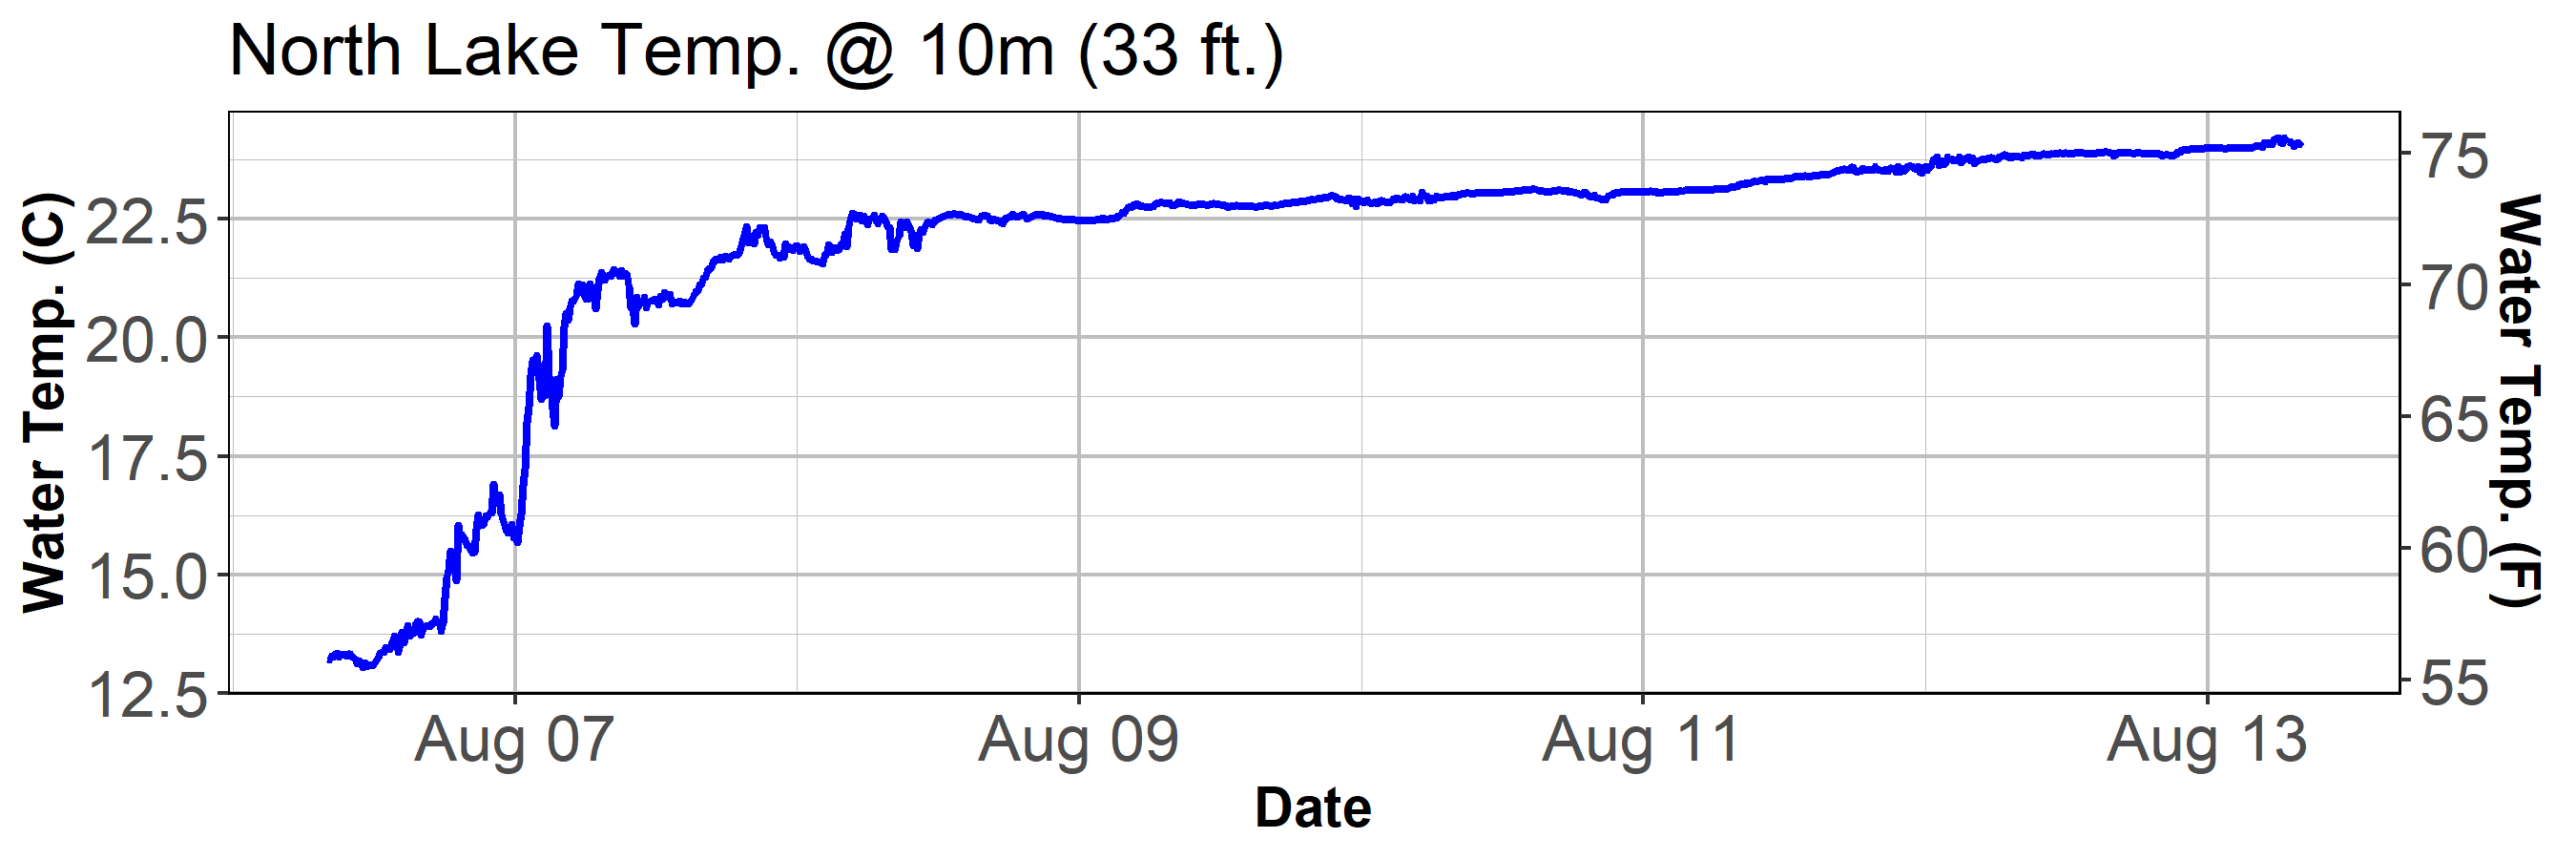 North Lake Temp. @ 10m (33 ft.)
Water Temp. (C)
22.5
20.0
17.5
15.0
12.5
75
70
65
60
55
Water Temp. (F)
Aug 07 Aug 09 Aug 11 Aug 13
Date